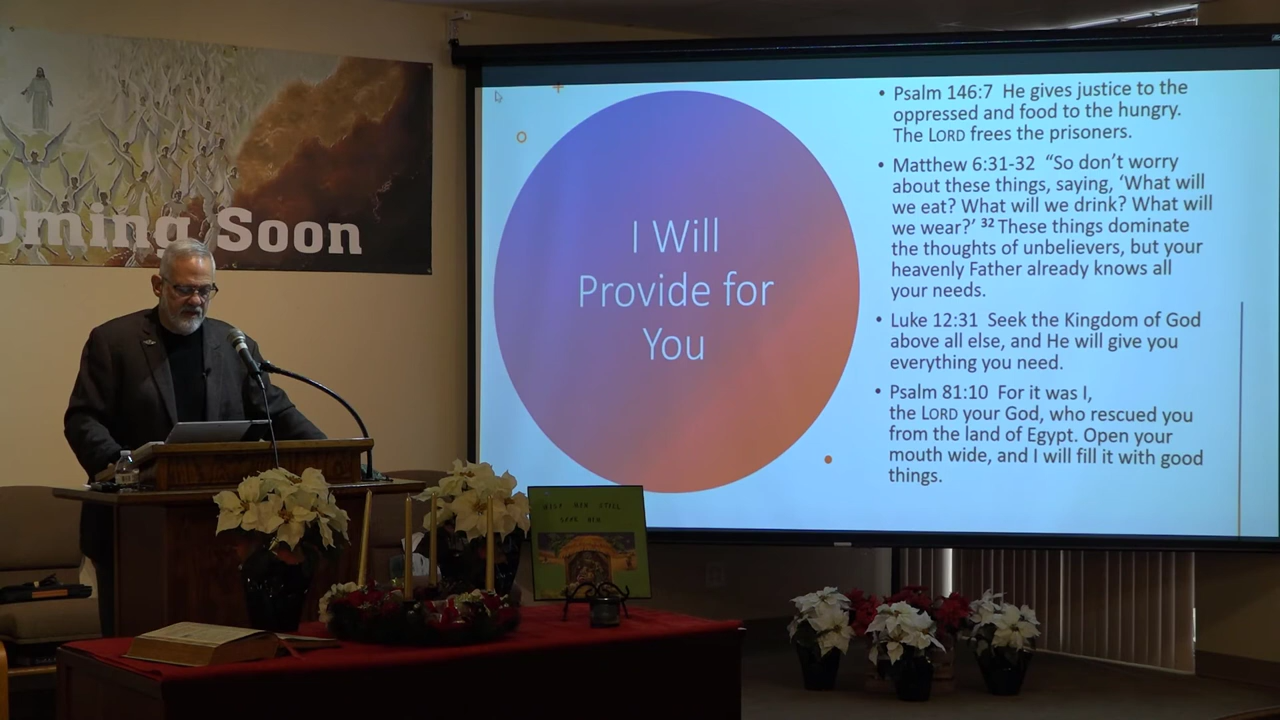 oming Soon
I Will
Provide for
You
• Psalm 146:7 He gives justice to the
oppressed and food to the hungry.
The LORD frees the prisoners.
• Matthew 6:31-32 “So don’t worry
about these things, saying, ‘What will
we eat? What will we drink? What will
we wear?’ ³² These things dominate
the thoughts of unbelievers, but your
heavenly Father already knows all
your needs.
• Luke 12:31 Seek the Kingdom of God
above all else, and He will give you
everything you need.
• Psalm 81:10 For it was I,
the LORD your God, who rescued you
from the land of Egypt. Open your
mouth wide, and I will fill it with good
things.
WISE MEN STILL
SEEK HIM